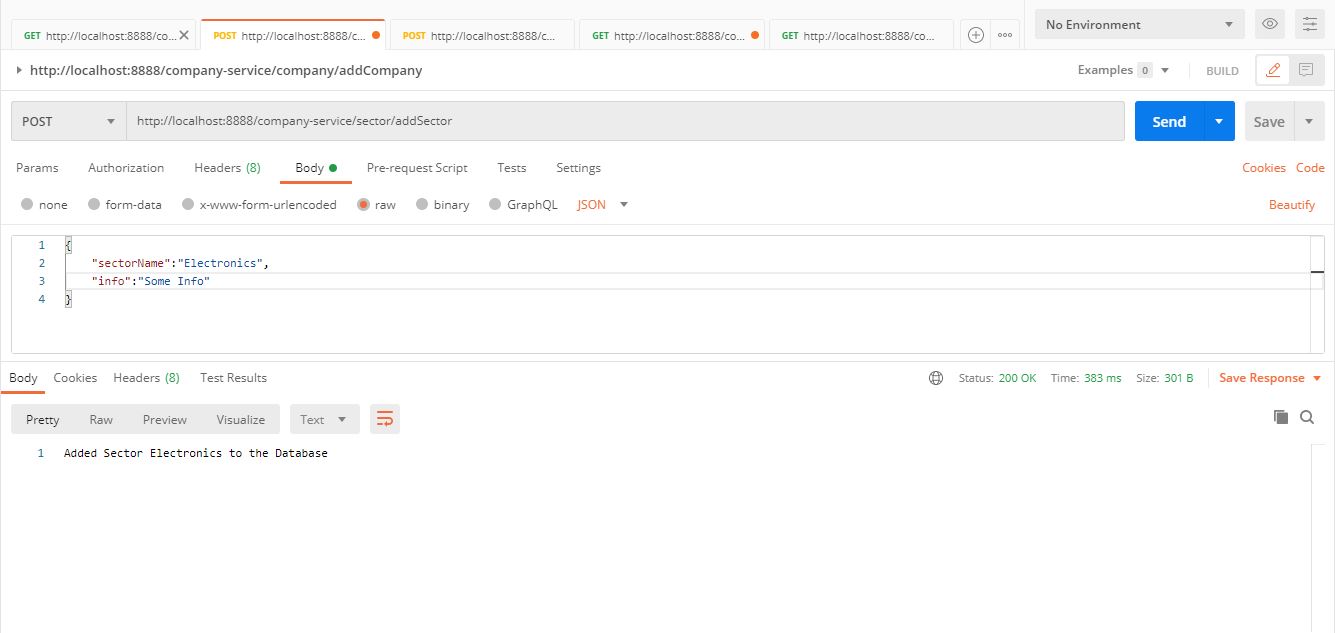 GET http://localhost:8888/co... POST http://localhost:8888/c... POST http://localhost:8888/c... GET http://localhost:8888/co... GET http://localhost:8888/co... No Environment
http://localhost:8888/company-service/company/addCompany Examples 0 BUILD
POST http://localhost:8888/company-service/sector/addSector Send Save
Params Authorization Headers (8) Body Pre-request Script Tests Settings Cookies Code
none form-data x-www-form-urlencoded raw binary GraphQL JSON Beautify
1 {
2 "sectorName":"Electronics",
3 "info":"Some Info"
4 }
Body Cookies Headers (8) Test Results Status: 200 OK Time: 383 ms Size: 301 B Save Response
Pretty Raw Preview Visualize Text
1 Added Sector Electronics to the Database